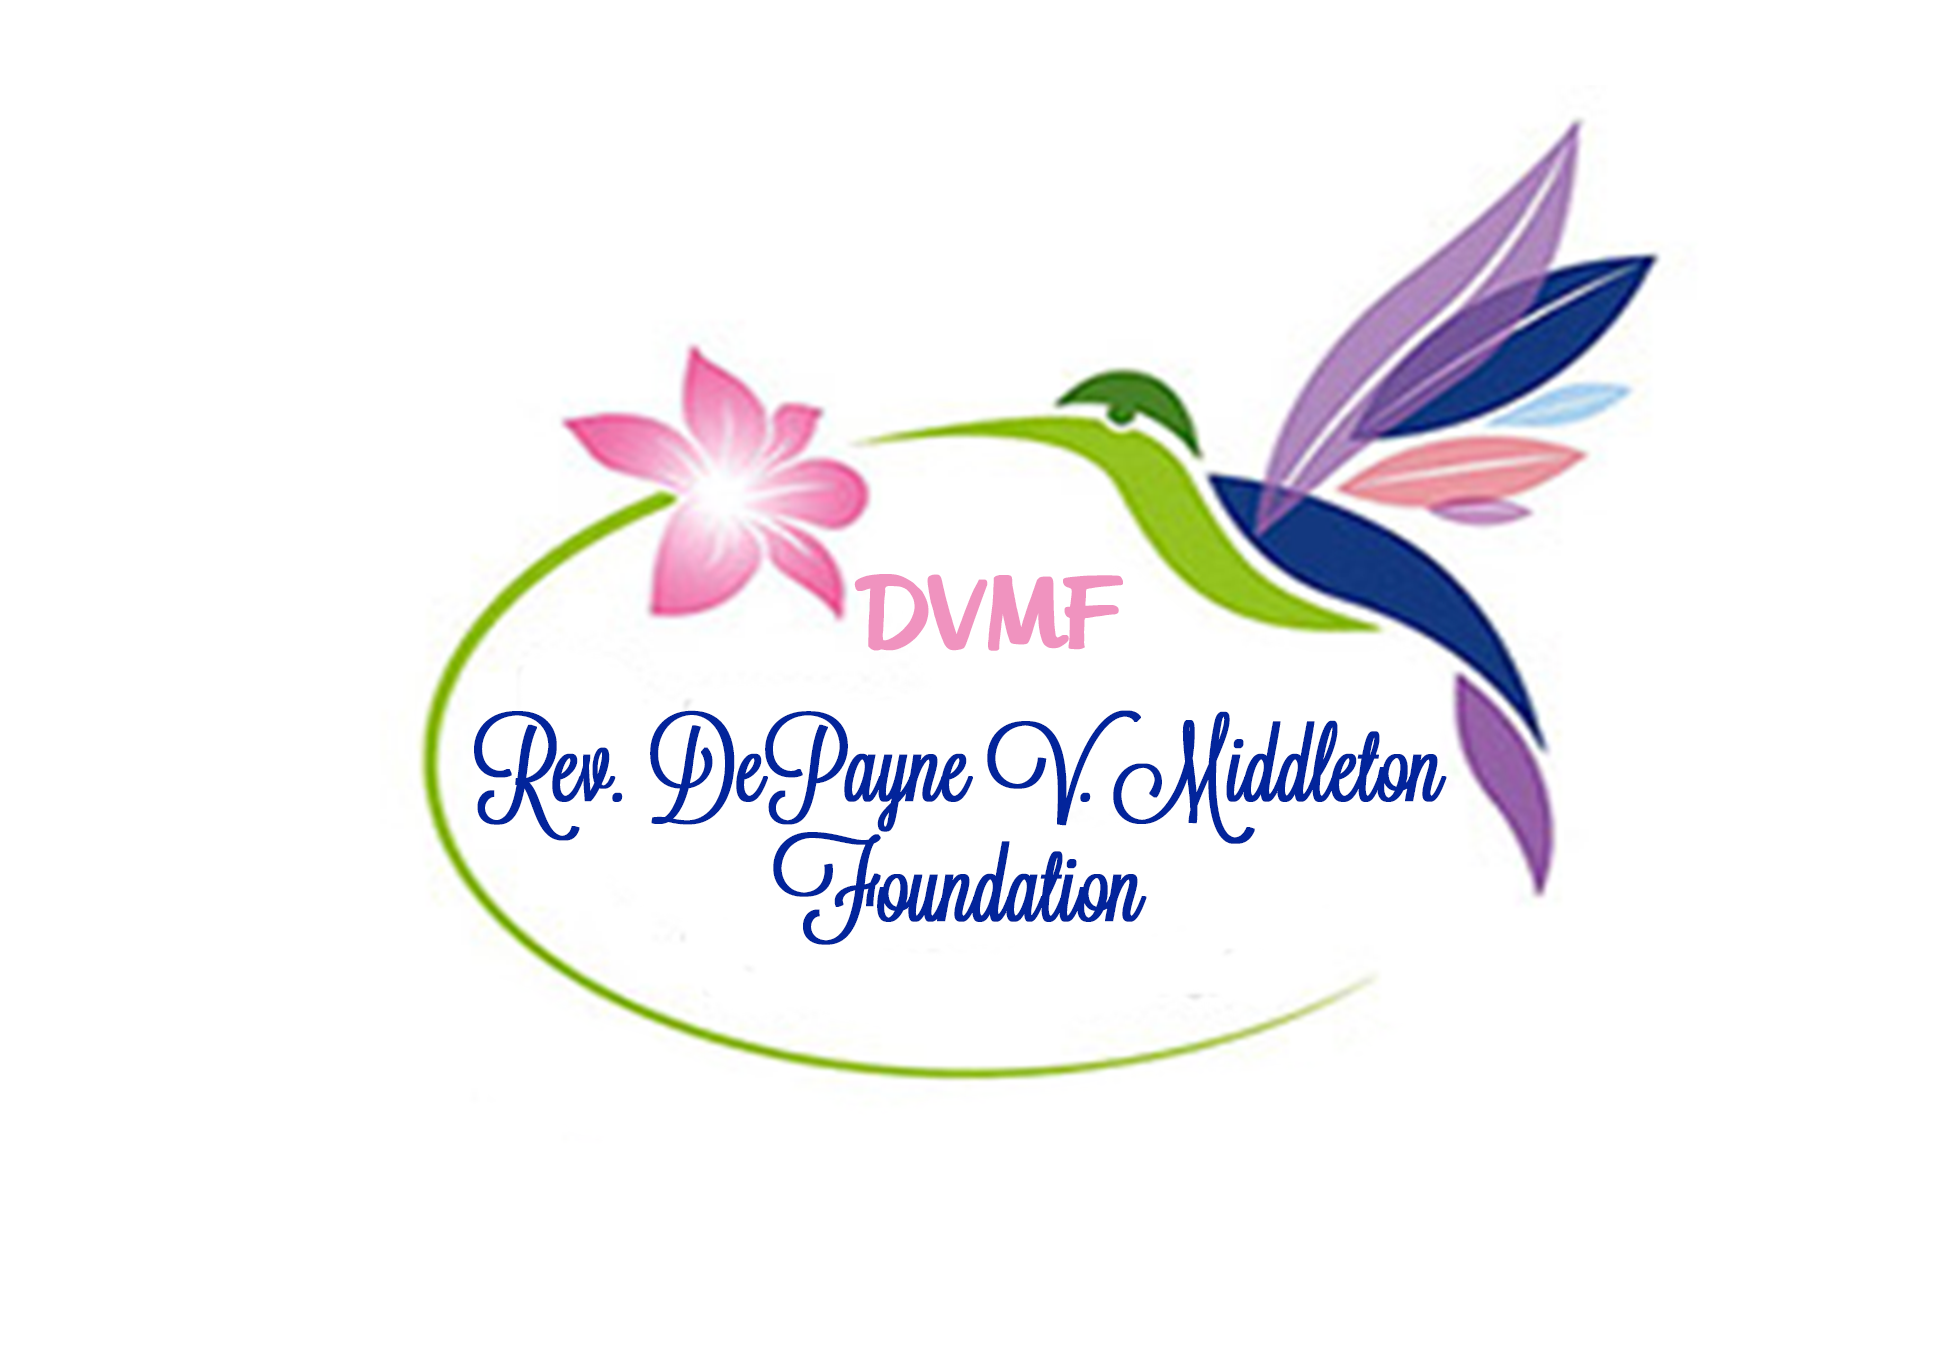 DVMF
Rev. DePayne V. Middleton
Foundation